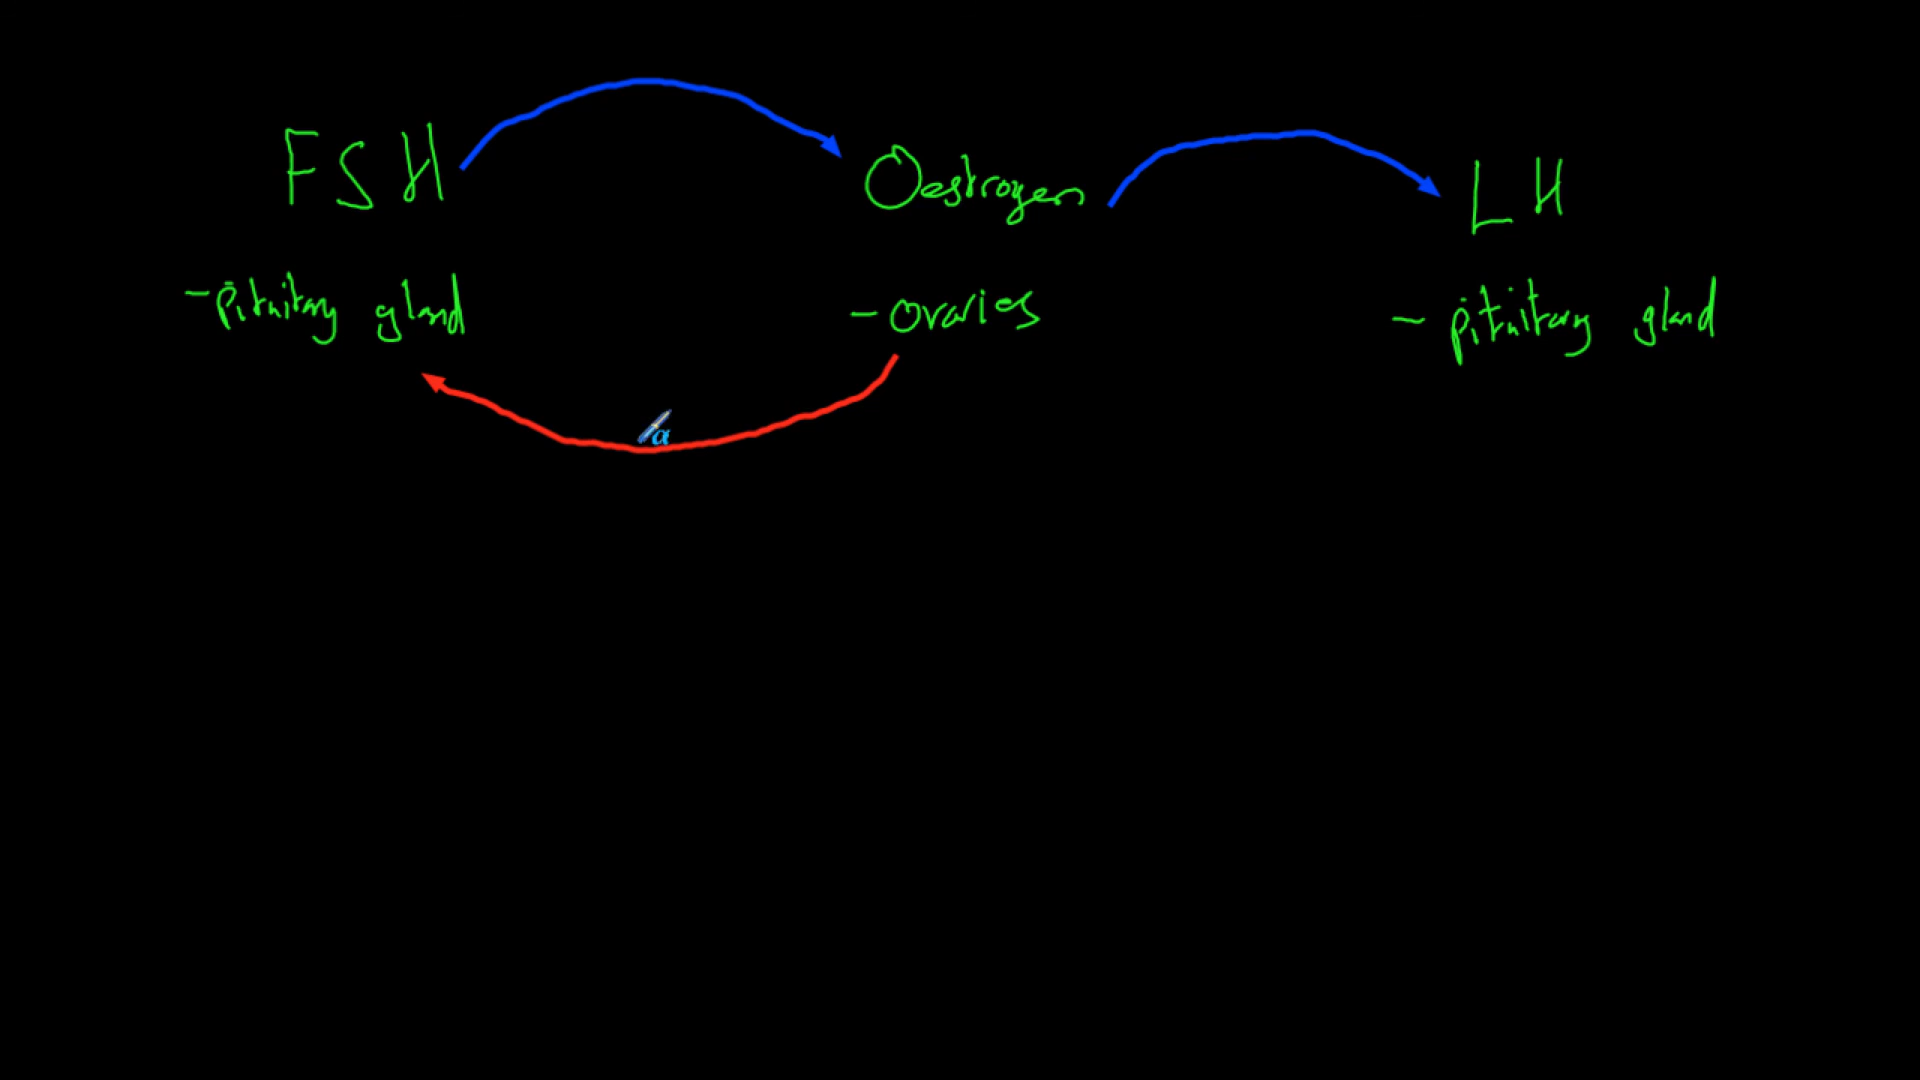 FSH
Oestrogen
LH
- pituitary gland
- ovaries
- pituitary gland